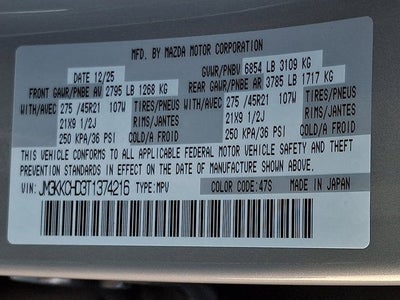 MFD. BY MAZDA MOTOR CORPORATION
DATE 12/25 GVWR/PNBV 6854 LB 3109 KG
FRONT GAWR/PNBE AV 2795 LB 1268 KG REAR GAWR/PNBE AR 3785 LB 1717 KG
WITH/AVEC 275 /45R21 107W TIRES/PNEUS WITH/AVEC 275 /45R21 107W TIRES/PNEUS
21X9 1/2J RIMS/JANTES 21X9 1/2J RIMS/JANTES
250 KPA/36 PSI COLD/A FROID 250 KPA/36 PSI COLD/A FROID
THIS VEHICLE CONFORMS TO ALL APPLICABLE FEDERAL MOTOR VEHICLE SAFETY AND THEFT
PREVENTION STANDARDS IN EFFECT ON THE DATE OF MANUFACTURE SHOWN ABOVE.
VIN: JM3KKCHD3T1374216 TYPE:MPV COLOR CODE:47S MADE IN JAPAN